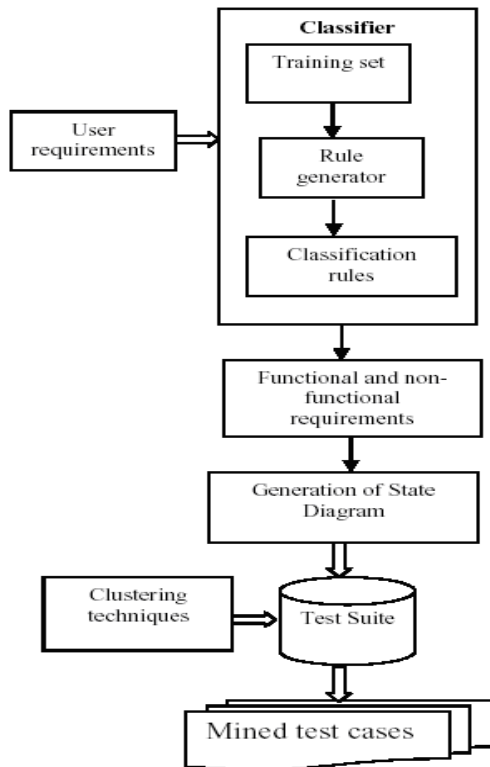 Classifier
Training set
User
requirements
Rule
generator
Classification
rules
Functional and non-
functional
requirements
Generation of State
Diagram
Clustering
techniques
Test Suite
Mined test cases